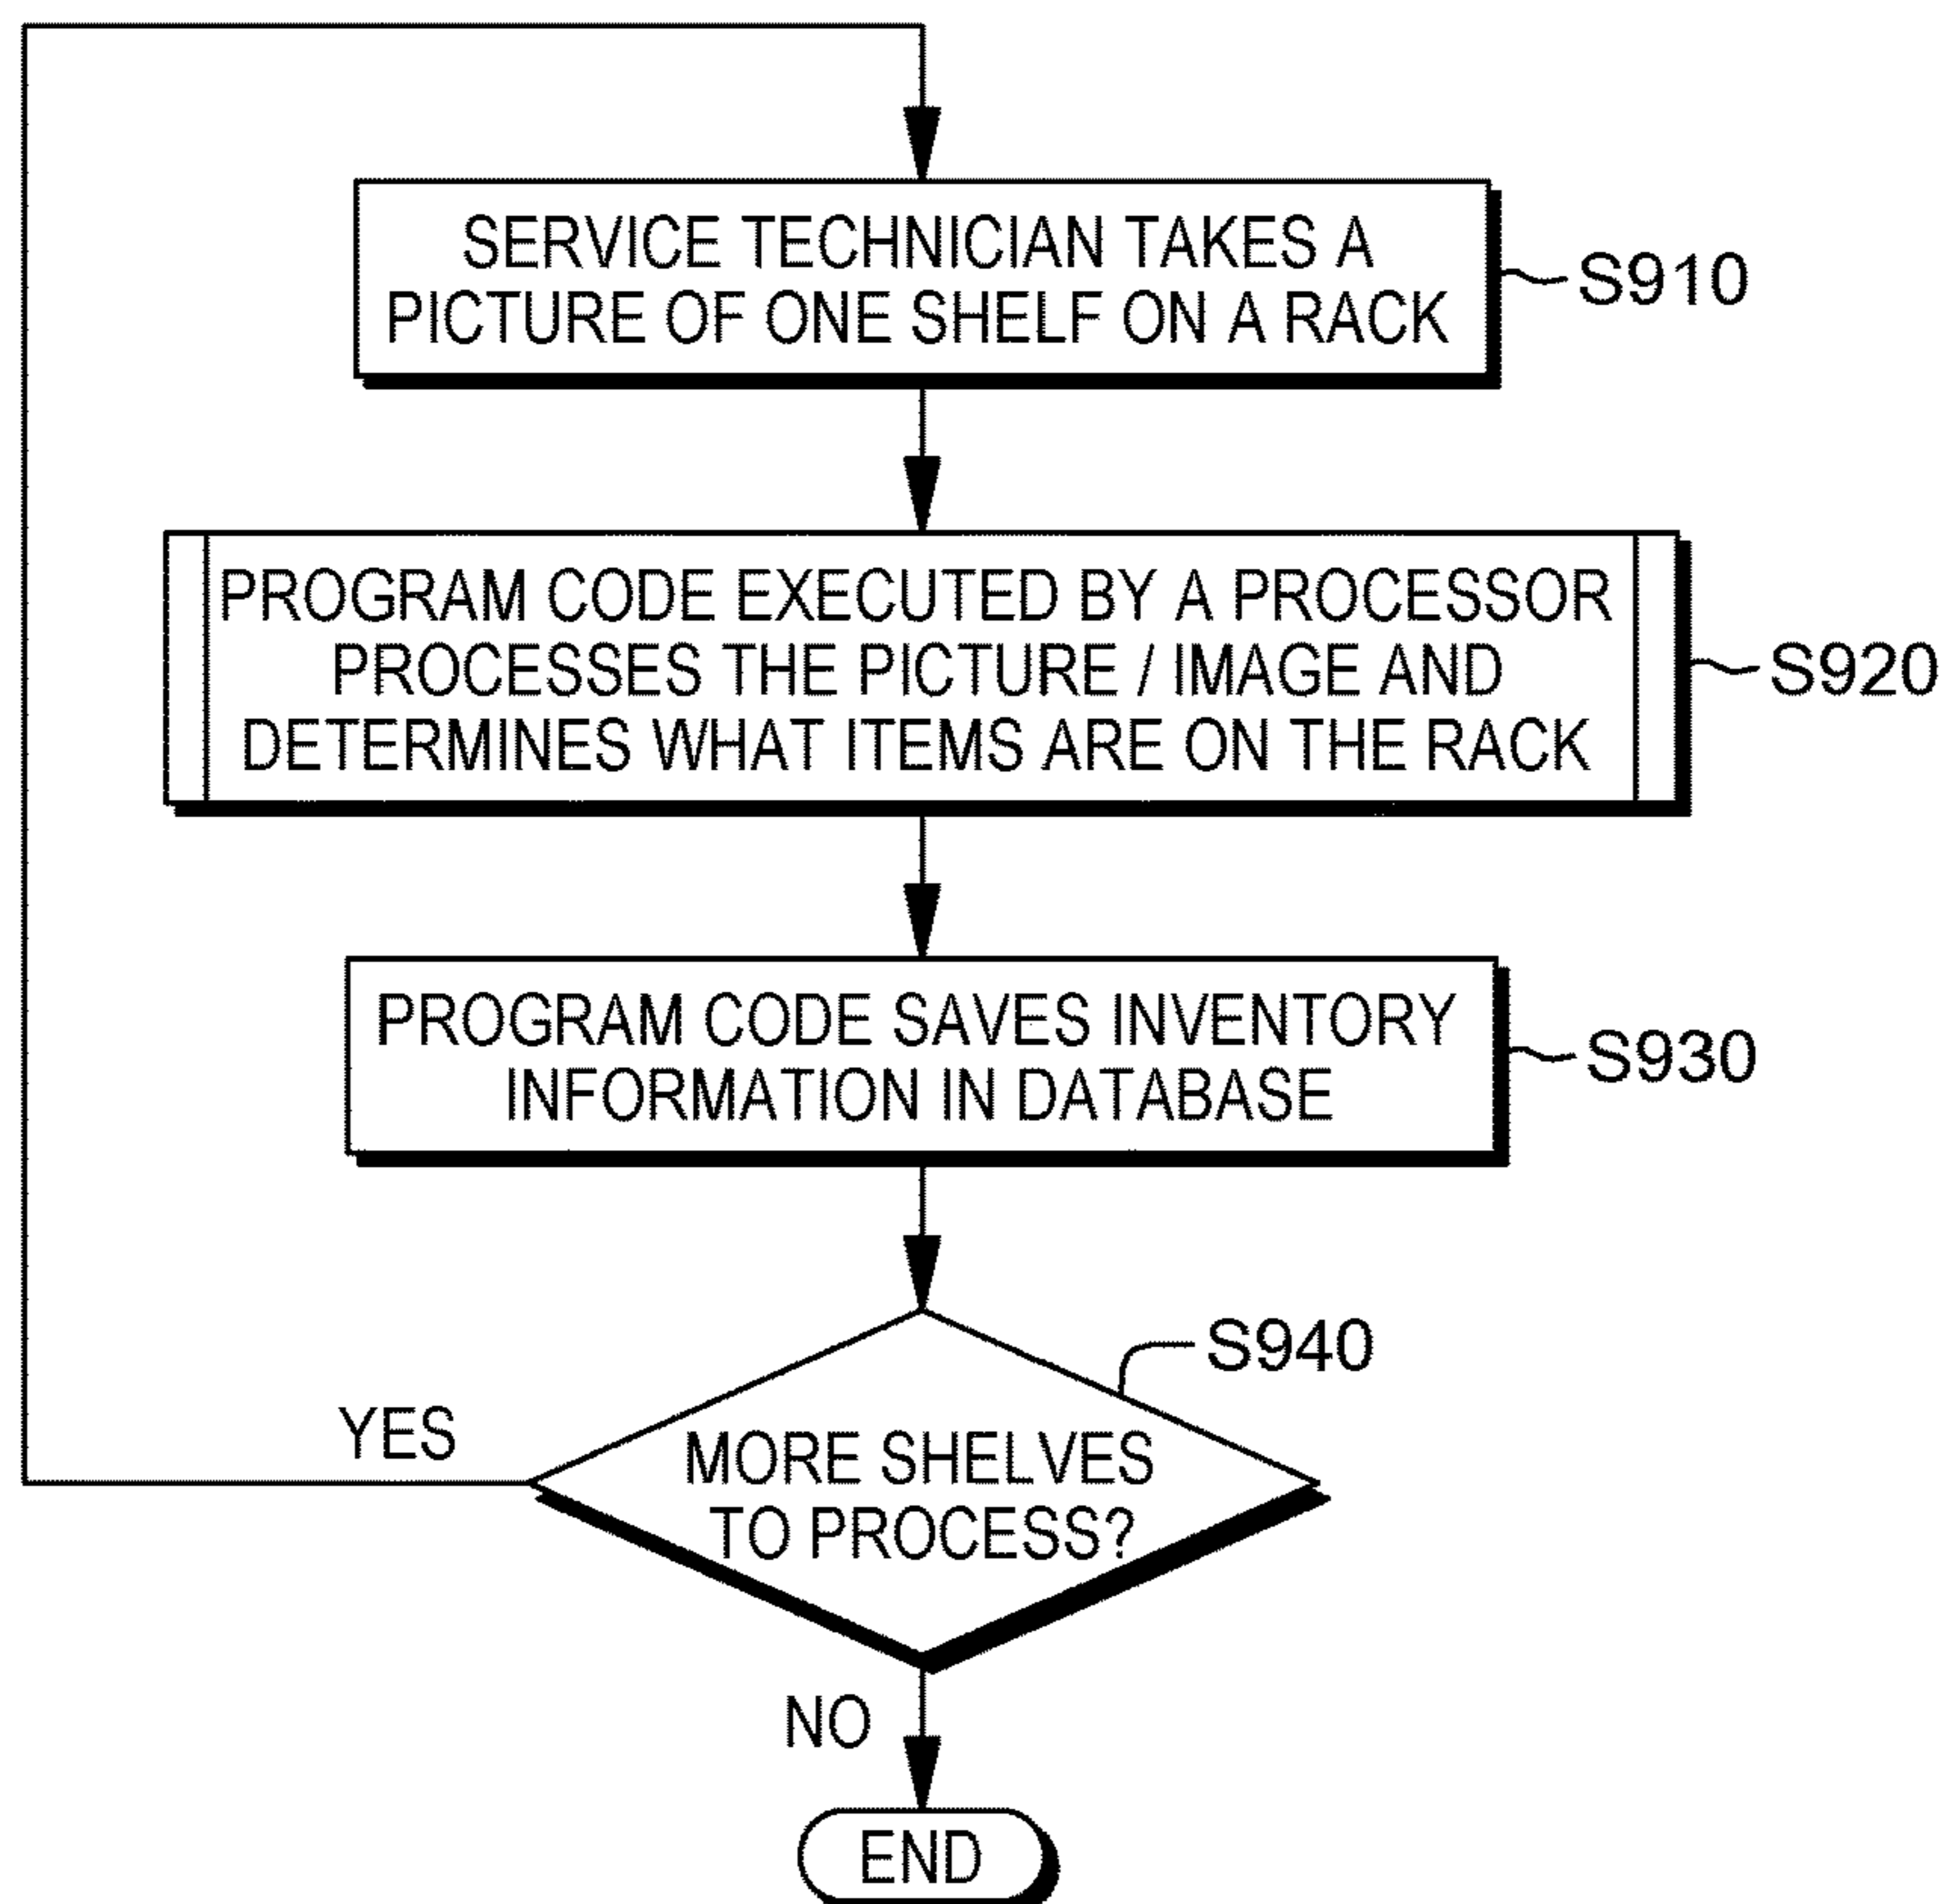 SERVICE TECHNICIAN TAKES A
PICTURE OF ONE SHELF ON A RACK
S910
PROGRAM CODE EXECUTED BY A PROCESSOR
PROCESSES THE PICTURE / IMAGE AND
DETERMINES WHAT ITEMS ARE ON THE RACK
S920
PROGRAM CODE SAVES INVENTORY
INFORMATION IN DATABASE
S930
S940
YES
MORE SHELVES
TO PROCESS?
NO
END